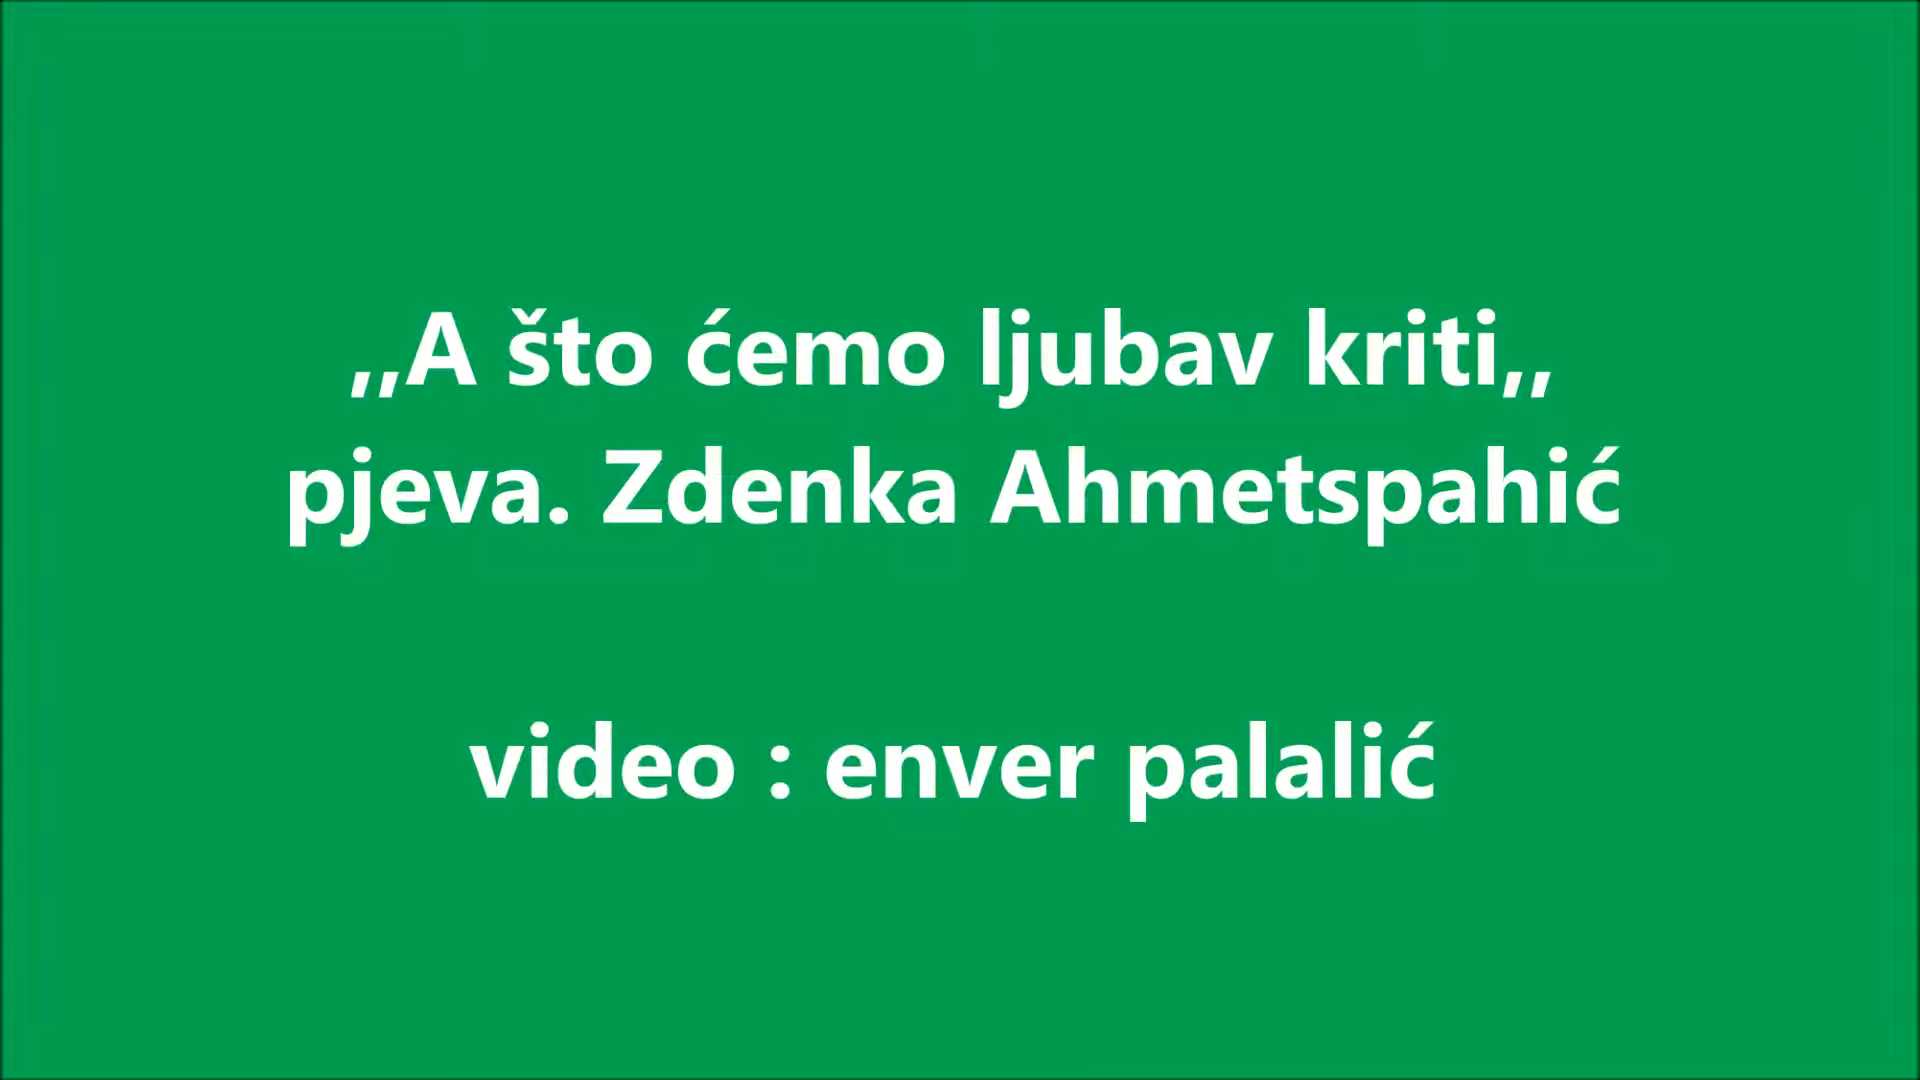 ,,A što ćemo ljubav kriti,,
pjeva. Zdenka Ahmetspahić
video : enver palalić